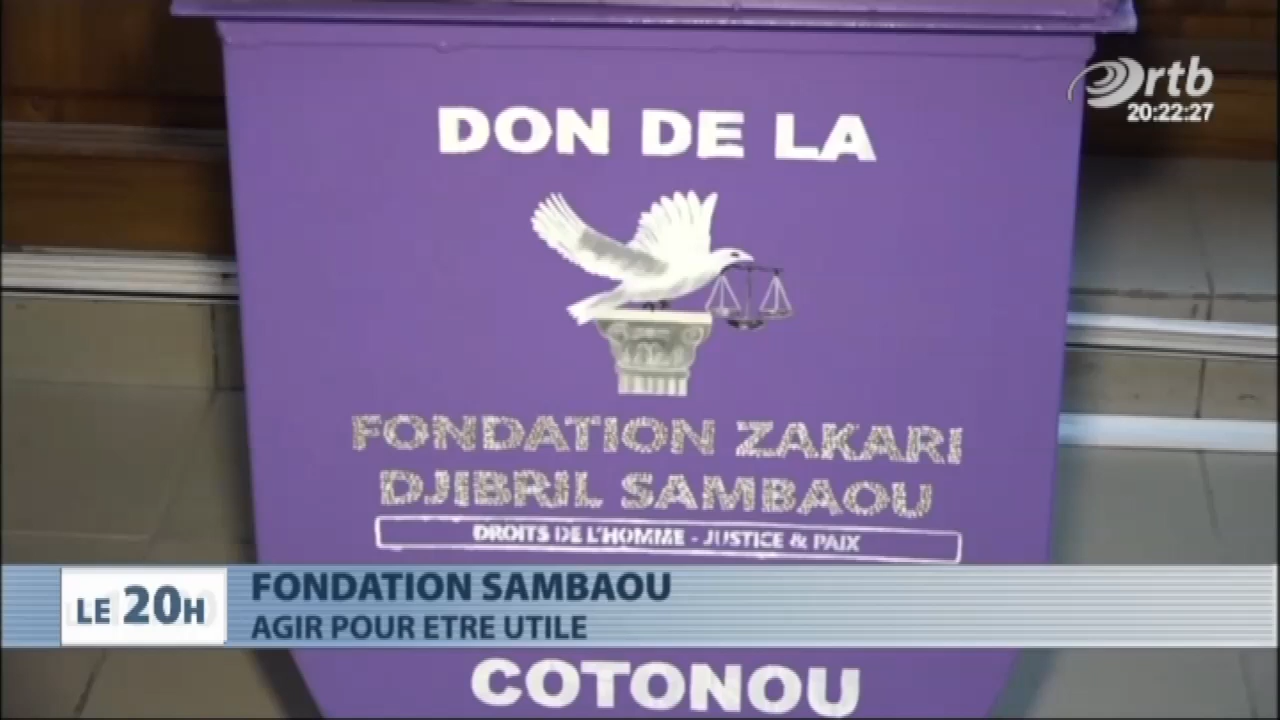 rtb
20:22:27
DON DE LA
FONDATION ZAKARI
DJIBRIL SAMBAOU
DROITS DE L'HOMME - JUSTICE & PAIX
LE 20H
FONDATION SAMBAOU
AGIR POUR ETRE UTILE
COTONOU